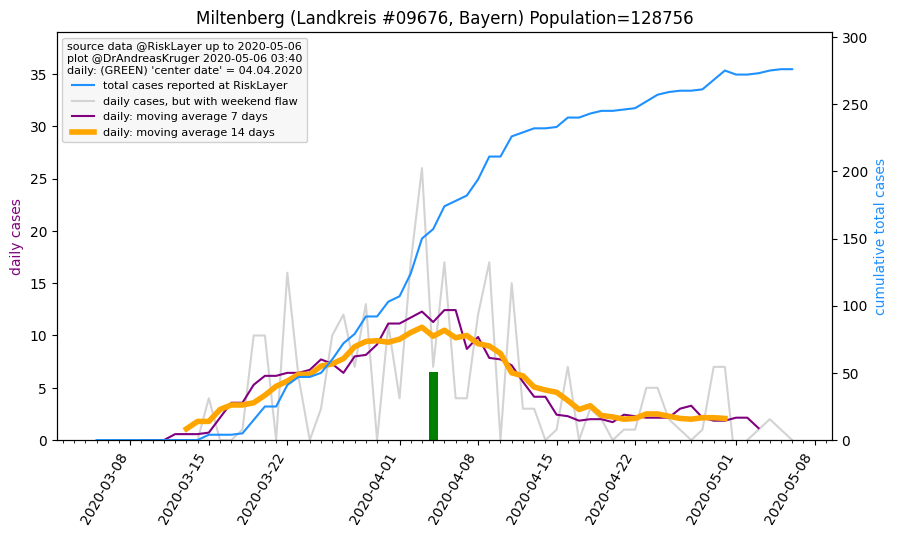 Miltenberg (Landkreis #09676, Bayern) Population=128756
source data @RiskLayer up to 2020-05-06
plot @DrAndreasKruger 2020-05-06 03:40
daily: (GREEN) 'center date' = 04.04.2020
total cases reported at RiskLayer
daily cases, but with weekend flaw
daily: moving average 7 days
daily: moving average 14 days
daily cases
35
30
25
20
15
10
5
0
cumulative total cases
300
250
200
150
100
50
0
2020-03-08
2020-03-15
2020-03-22
2020-04-01
2020-04-08
2020-04-15
2020-04-22
2020-05-01
2020-05-08